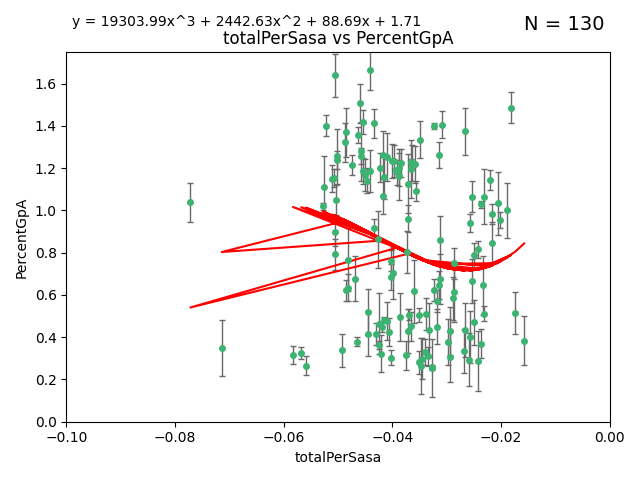 y = 19303.99x^3 + 2442.63x^2 + 88.69x + 1.71
N = 130
totalPerSasa vs PercentGpA
PercentGpA
1.6
1.4
1.2
1.0
0.8
0.6
0.4
0.2
0.0
−0.10 −0.08 −0.06 −0.04 −0.02 0.00
totalPerSasa